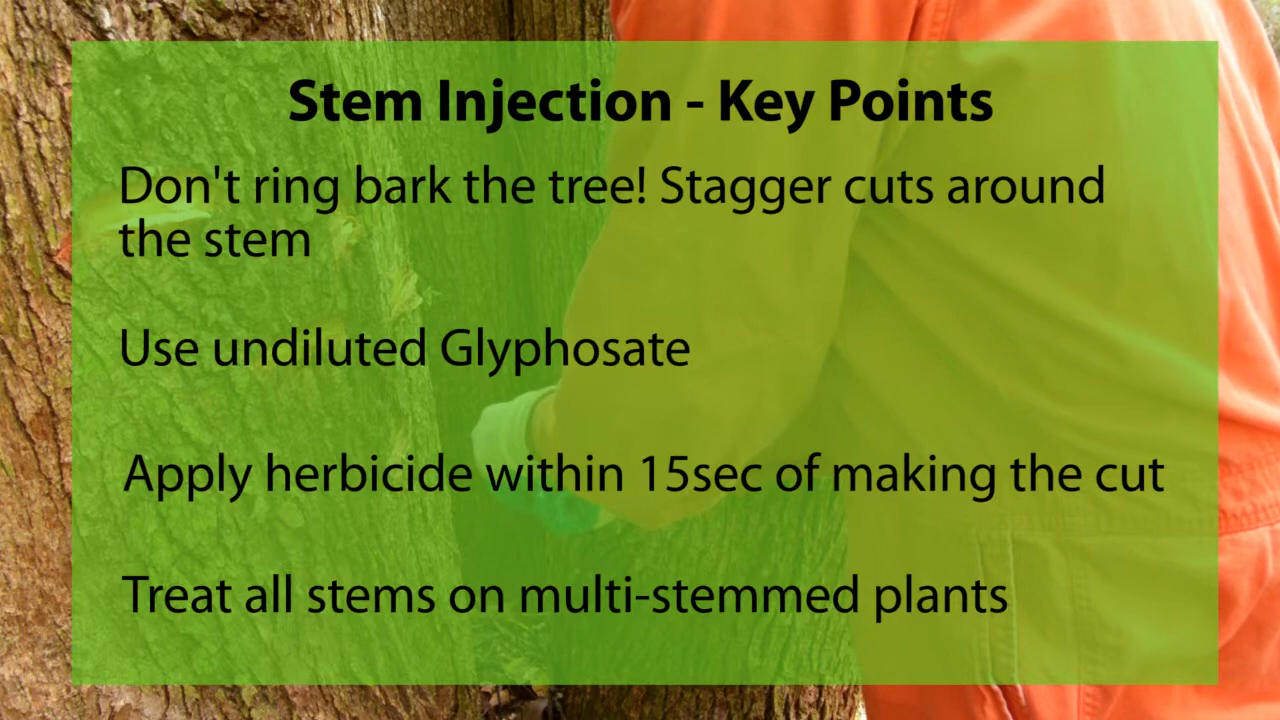 Stem Injection - Key Points
Don't ring bark the tree! Stagger cuts around
the stem
Use undiluted Glyphosate
Apply herbicide within 15sec of making the cut
Treat all stems on multi-stemmed plants